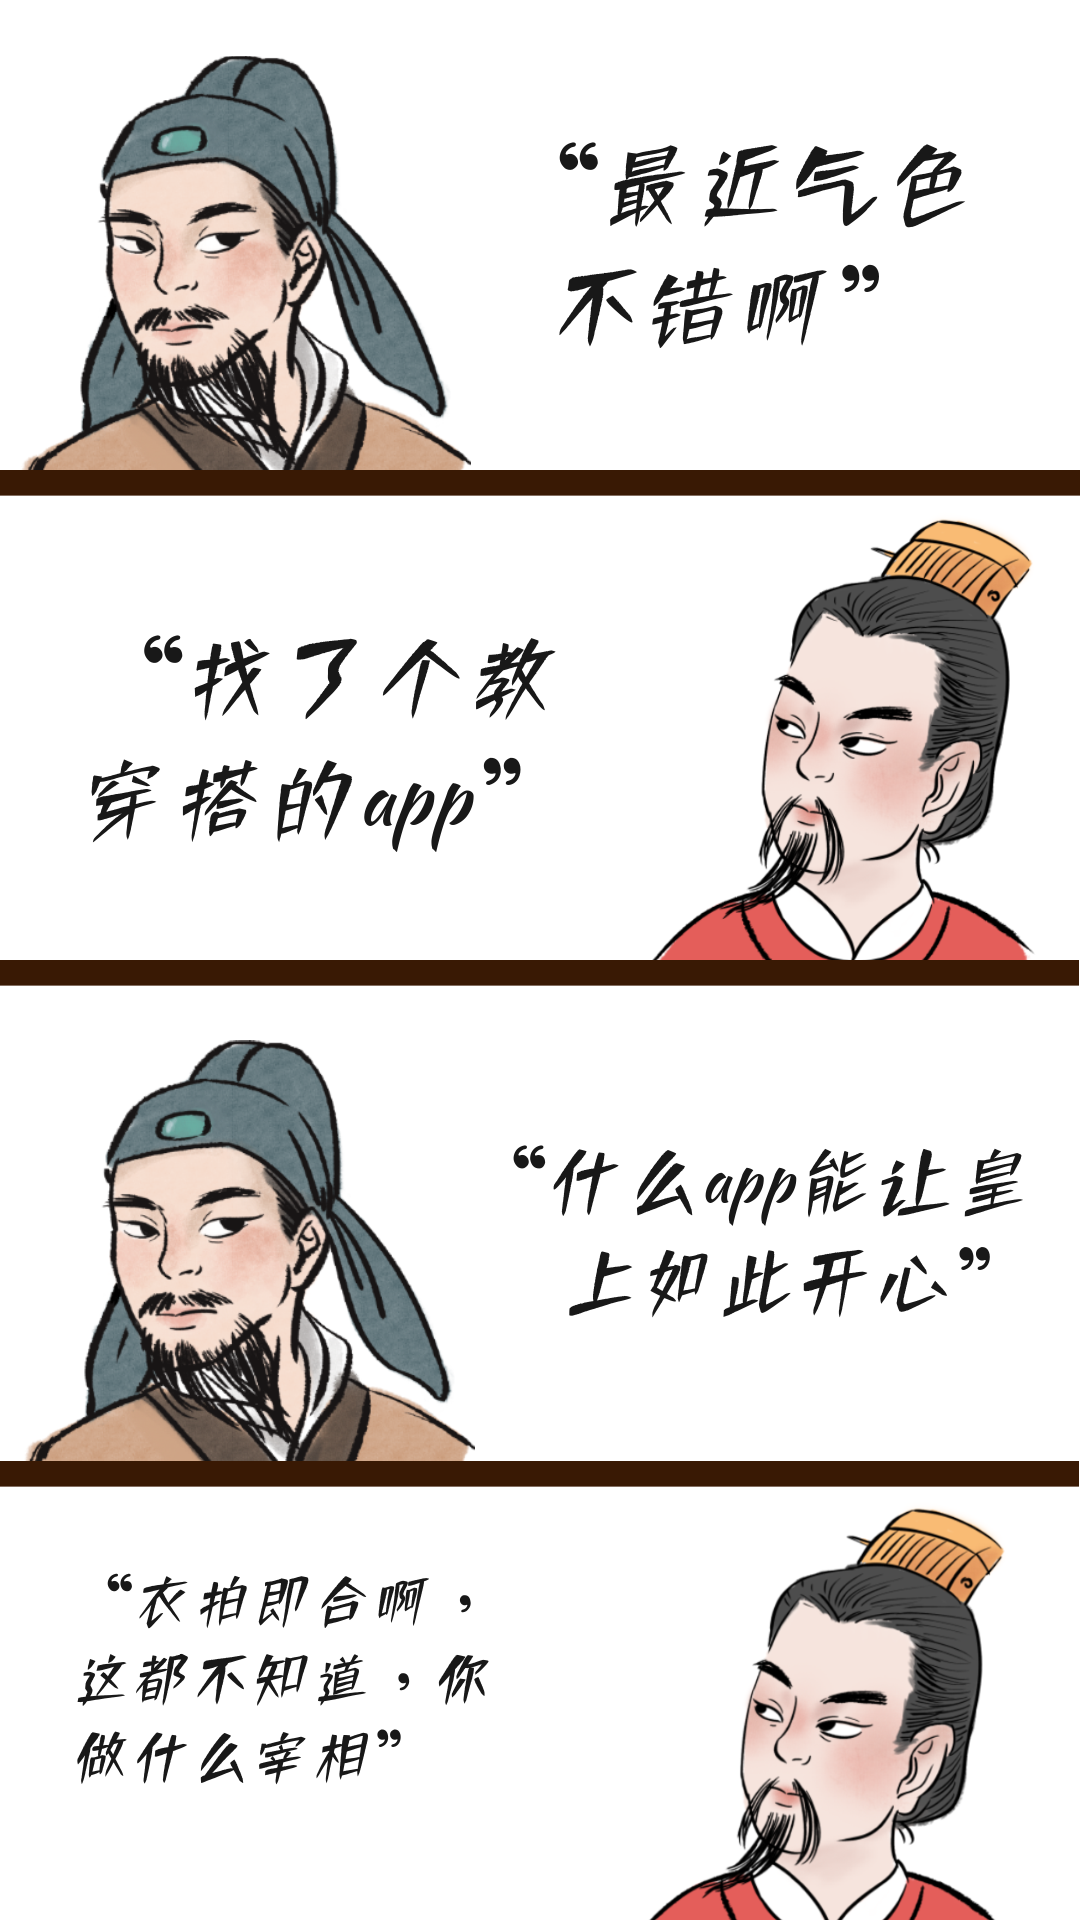 “最近气色
不错啊”
“找了个教
穿搭的app”
“什么app能让皇
上如此开心”
“衣拍即合啊，
这都不知道，你
做什么宰相”